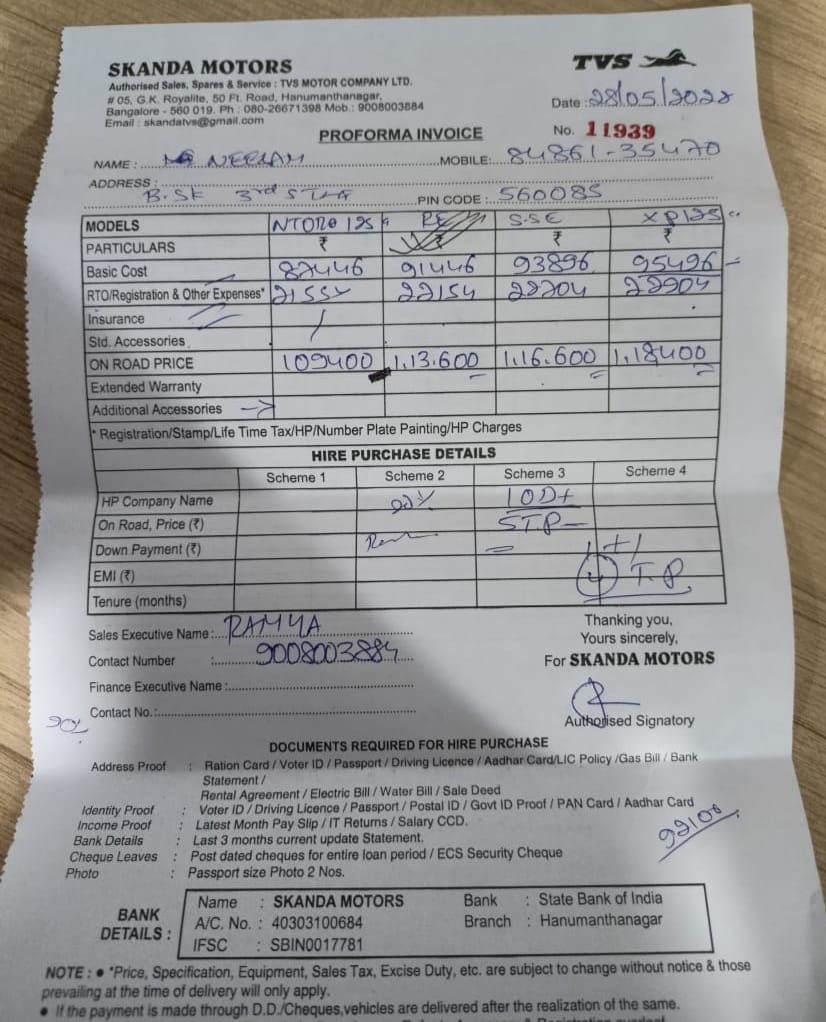 SKANDA MOTORS
TVS
Authorised Sales, Spares & Service : TVS MOTOR COMPANY LTD.
# 05, G.K. Royalite, 50 Ft. Road, Hanumanthanagar,
Bangalore - 560 019. Ph : 080-26671398 Mob.: 9008003884
Email : skandatvs@gmail.com
Date : 28/05/2022
PROFORMA INVOICE
No. 11939
NAME : NEELAM MOBILE: 84861-35470
ADDRESS : B.SK 3rd
PIN CODE : 560085
MODELS NTORQ 125 S.SE XP125
PARTICULARS ₹ ₹ ₹ ₹
Basic Cost 87446 91446 93896 95496
RTO/Registration & Other Expenses* 22154 22704 22904
Insurance
Std. Accessories
ON ROAD PRICE 109400 1,13.600 1,16.600 1,18400
Extended Warranty
Additional Accessories
* Registration/Stamp/Life Time Tax/HP/Number Plate Painting/HP Charges
HIRE PURCHASE DETAILS
Scheme 1 Scheme 2 Scheme 3 Scheme 4
HP Company Name
On Road, Price (₹)
Down Payment (₹)
EMI (₹)
Tenure (months)
Sales Executive Name : RAMYA
Contact Number : 9008003884
Finance Executive Name :
Contact No. :
Thanking you,
Yours sincerely,
For SKANDA MOTORS
Authorised Signatory
DOCUMENTS REQUIRED FOR HIRE PURCHASE
Address Proof : Ration Card / Voter ID / Passport / Driving Licence / Aadhar Card/LIC Policy /Gas Bill / Bank
Statement /
Rental Agreement / Electric Bill / Water Bill / Sale Deed
Identity Proof : Voter ID / Driving Licence / Passport / Postal ID / Govt ID Proof / PAN Card / Aadhar Card
Income Proof : Latest Month Pay Slip / IT Returns / Salary CCD.
Bank Details : Last 3 months current update Statement.
Cheque Leaves : Post dated cheques for entire loan period / ECS Security Cheque
Photo : Passport size Photo 2 Nos.
BANK DETAILS :
Name : SKANDA MOTORS Bank : State Bank of India
A/C. No. : 40303100684 Branch : Hanumanthanagar
IFSC : SBIN0017781
NOTE : ● *Price, Specification, Equipment, Sales Tax, Excise Duty, etc. are subject to change without notice & those
prevailing at the time of delivery will only apply.
● If the payment is made through D.D./Cheques,vehicles are delivered after the realization of the same.